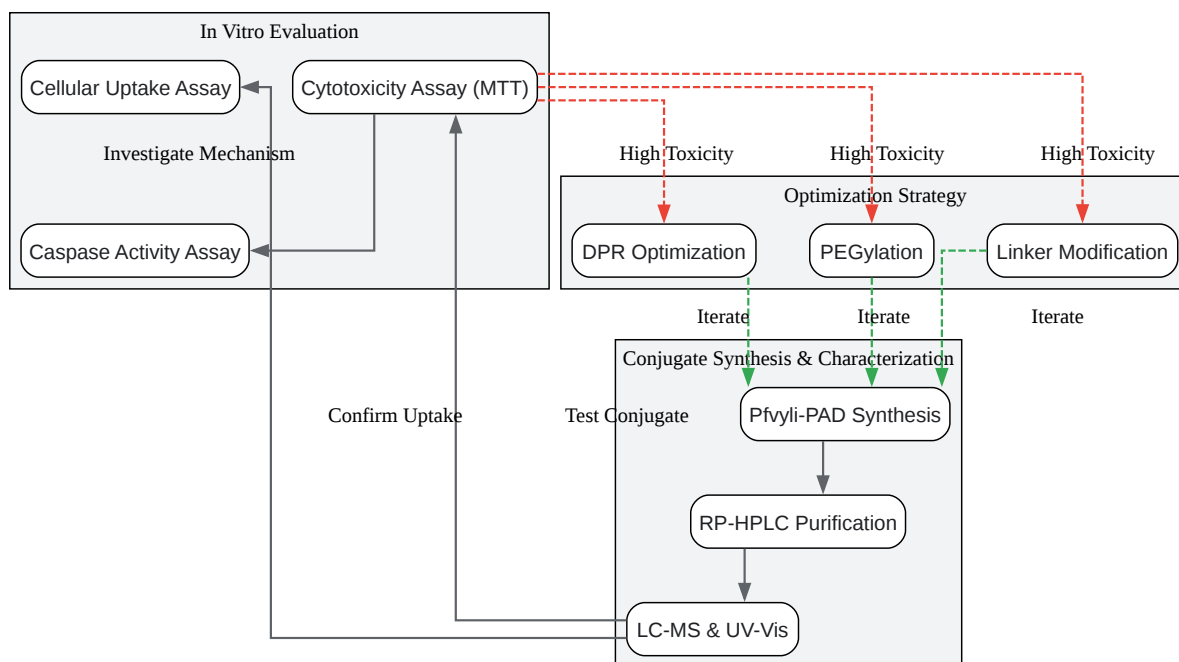 In Vitro Evaluation
Cellular Uptake Assay
Cytotoxicity Assay (MTT)
Investigate Mechanism
High Toxicity
High Toxicity
High Toxicity
Optimization Strategy
Caspase Activity Assay
DPR Optimization
PEGylation
Linker Modification
Iterate
Iterate
Iterate
Conjugate Synthesis & Characterization
Confirm Uptake
Test Conjugate
Pfvyli-PAD Synthesis
RP-HPLC Purification
LC-MS & UV-Vis